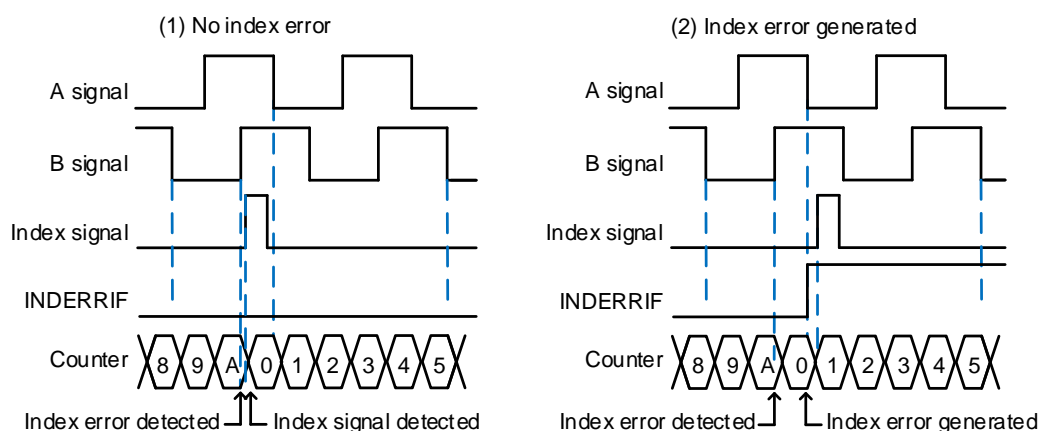 (1) No index error
A signal
B signal
Index signal
INDERRIF
Counter 8 9 A 0 1 2 3 4 5
Index error detected Index signal detected
(2) Index error generated
A signal
B signal
Index signal
INDERRIF
Counter 8 9 A 0 1 2 3 4 5
Index error detected Index error generated